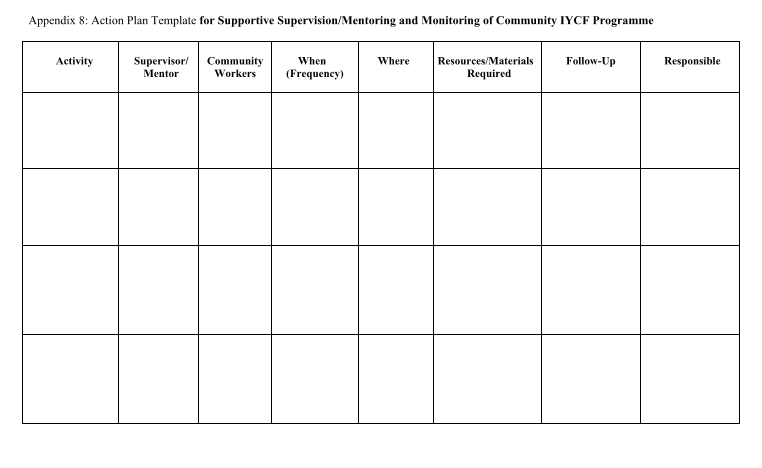 Appendix 8: Action Plan Template for Supportive Supervision/Mentoring and Monitoring of Community IYCF Programme
Activity
Supervisor/
Mentor
Community
Workers
When
(Frequency)
Where
Resources/Materials
Required
Follow-Up
Responsible